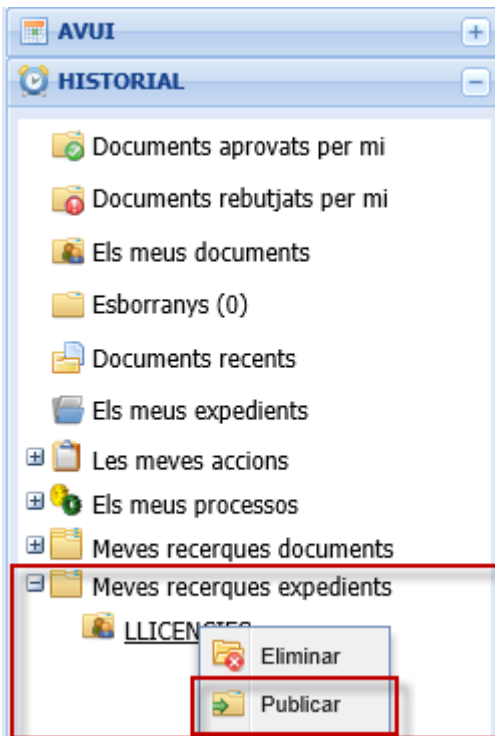 AVUI
HISTORIAL
Documents aprovats per mi
Documents rebutjats per mi
Els meus documents
Esborranys (0)
Documents recents
Els meus expedients
Les meves accions
Els meus processos
Meves recerques documents
Meves recerques expedients
LLICENCIES
Eliminar
Publicar